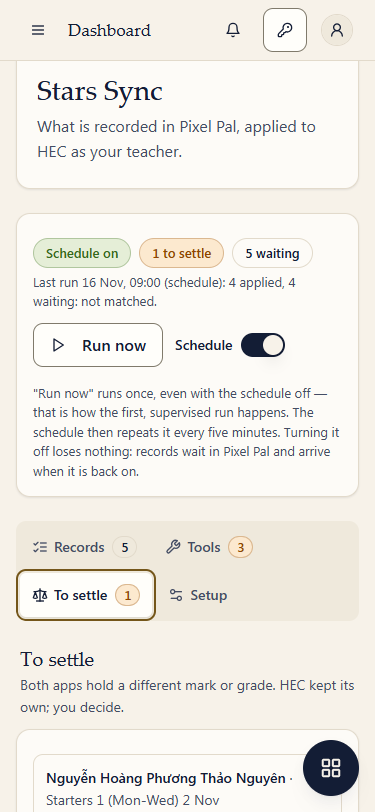 Dashboard
Stars Sync
What is recorded in Pixel Pal, applied to
HEC as your teacher.
Schedule on
1 to settle
5 waiting
Last run 16 Nov, 09:00 (schedule): 4 applied, 4
waiting: not matched.
Run now
Schedule
"Run now" runs once, even with the schedule off —
that is how the first, supervised run happens. The
schedule then repeats it every five minutes. Turning it
off loses nothing: records wait in Pixel Pal and arrive
when it is back on.
Records 5
Tools 3
To settle 1
Setup
To settle
Both apps hold a different mark or grade. HEC kept its
own; you decide.
Nguyễn Hoàng Phương Thảo Nguyên ·
Starters 1 (Mon-Wed) 2 Nov